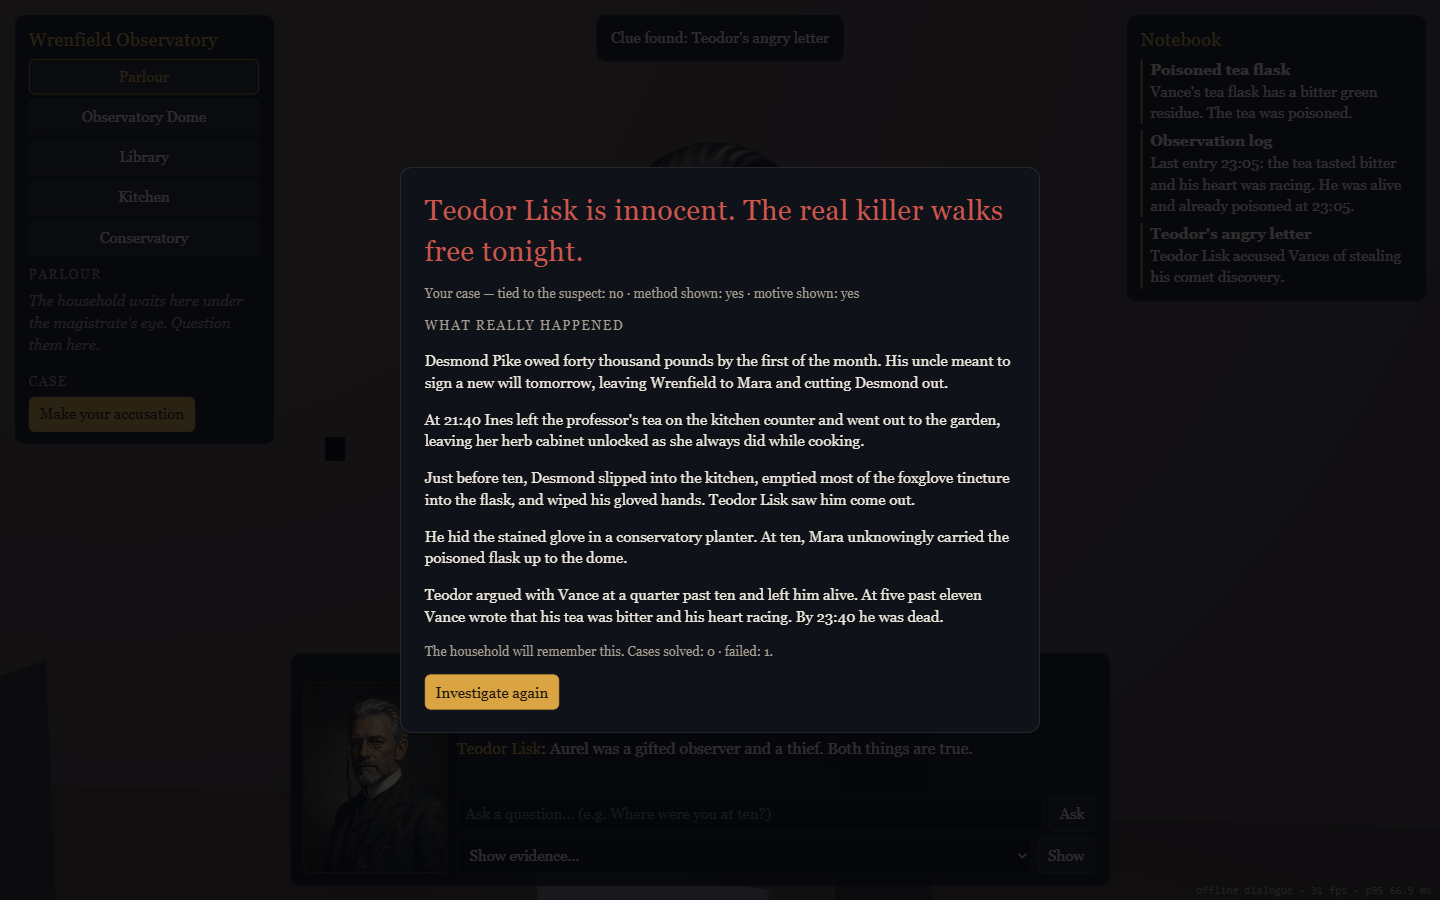 Wrenfield Observatory
Parlour
Observatory Dome
Library
Kitchen
Conservatory
PARLOUR
The household waits here under
the magistrate's eye. Question
them here.
CASE
Make your accusation
Clue found: Teodor's angry letter
Notebook
Poisoned tea flask
Vance's tea flask has a bitter green
residue. The tea was poisoned.
Observation log
Last entry 23:05: the tea tasted bitter
and his heart was racing. He was alive
and already poisoned at 23:05.
Teodor's angry letter
Teodor Lisk accused Vance of stealing
his comet discovery.
Teodor Lisk is innocent. The real killer walks
free tonight.
Your case — tied to the suspect: no · method shown: yes · motive shown: yes
WHAT REALLY HAPPENED
Desmond Pike owed forty thousand pounds by the first of the month. His uncle meant to
sign a new will tomorrow, leaving Wrenfield to Mara and cutting Desmond out.
At 21:40 Ines left the professor's tea on the kitchen counter and went out to the garden,
leaving her herb cabinet unlocked as she always did while cooking.
Just before ten, Desmond slipped into the kitchen, emptied most of the foxglove tincture
into the flask, and wiped his gloved hands. Teodor Lisk saw him come out.
He hid the stained glove in a conservatory planter. At ten, Mara unknowingly carried the
poisoned flask up to the dome.
Teodor argued with Vance at a quarter past ten and left him alive. At five past eleven
Vance wrote that his tea was bitter and his heart racing. By 23:40 he was dead.
The household will remember this. Cases solved: 0 · failed: 1.
Investigate again
Teodor Lisk: Aurel was a gifted observer and a thief. Both things are true.
Ask a question... (e.g. Where were you at ten?)
Ask
Show evidence...
Show
offline dialogue · 31 fps · p95 66.9 ms